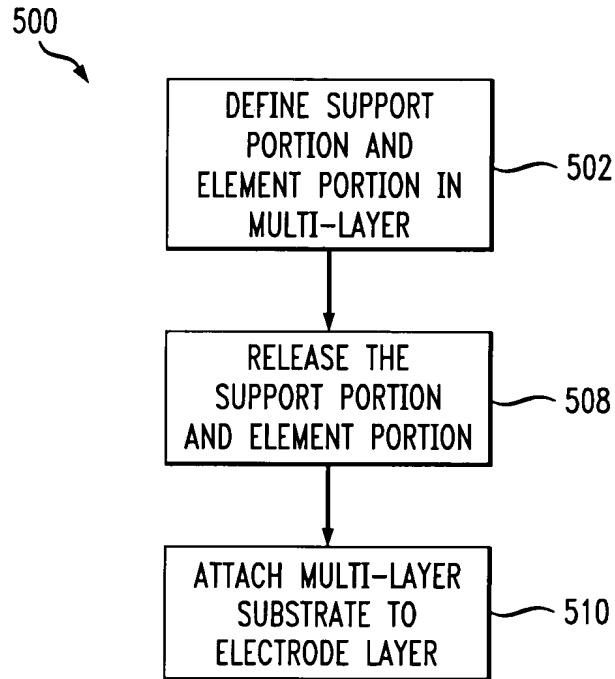 500
DEFINE SUPPORT
PORTION AND
ELEMENT PORTION IN
MULTI-LAYER
502
RELEASE THE
SUPPORT PORTION
AND ELEMENT PORTION
508
ATTACH MULTI-LAYER
SUBSTRATE TO
ELECTRODE LAYER
510